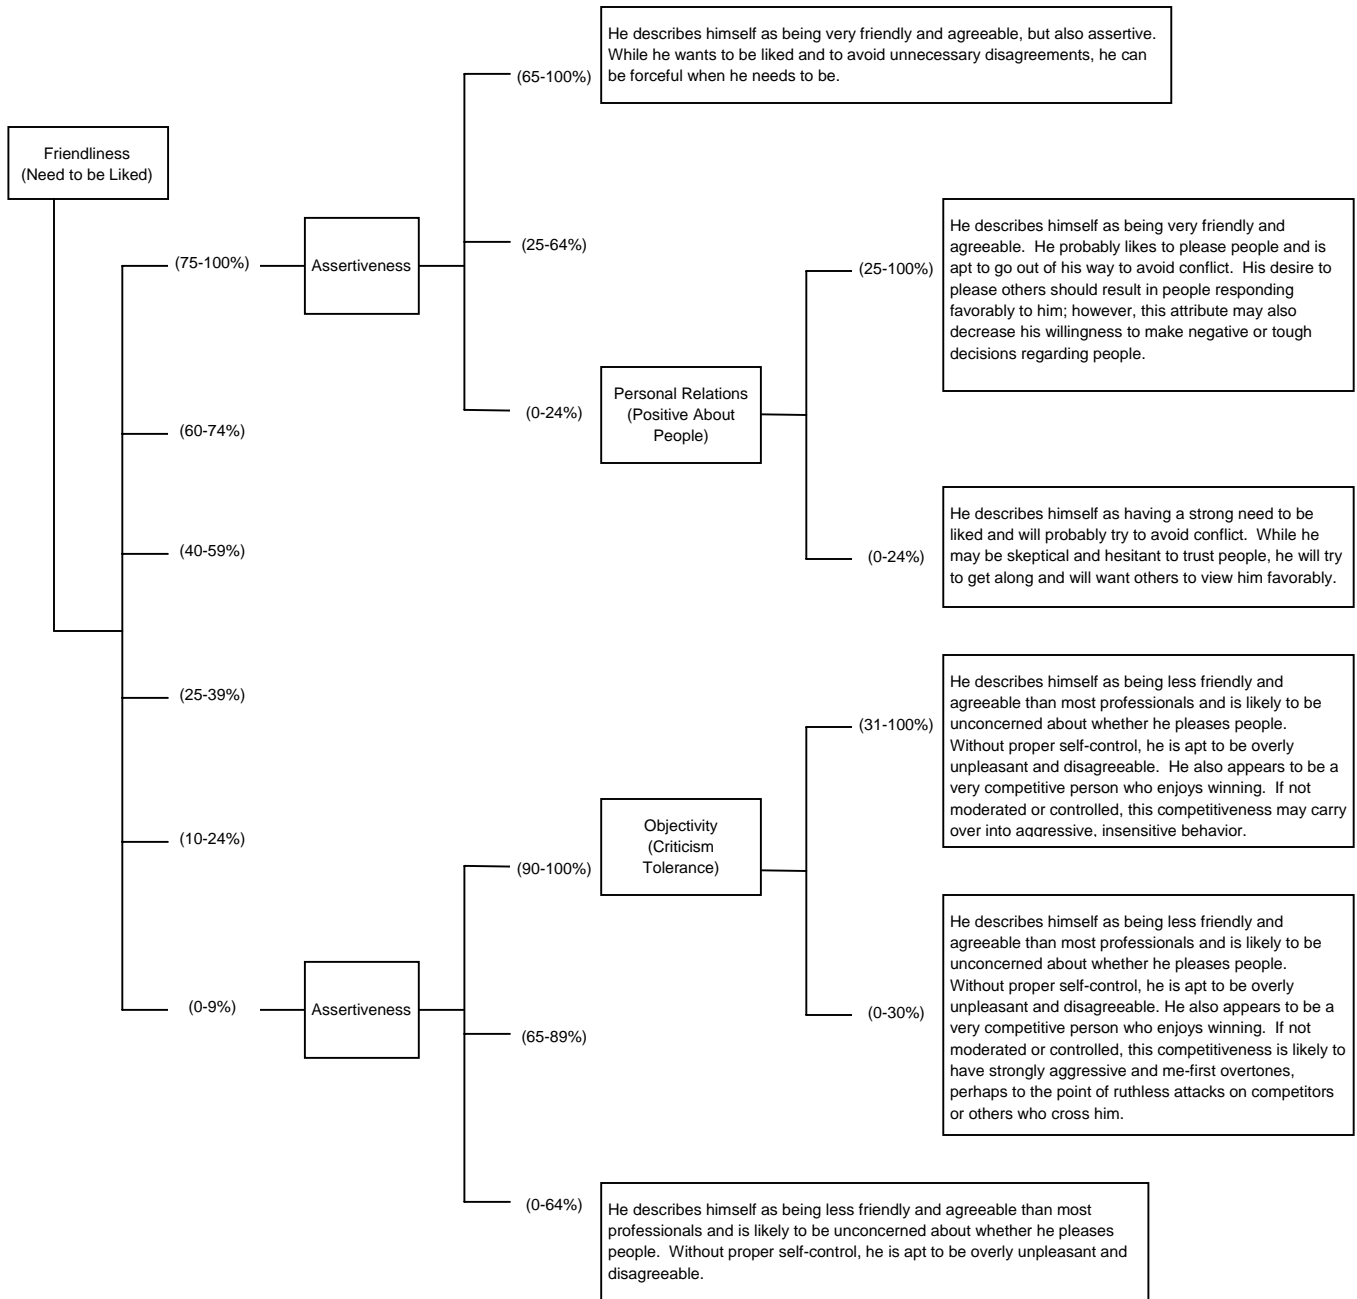 He describes himself as being very friendly and agreeable, but also assertive.
While he wants to be liked and to avoid unnecessary disagreements, he can
be forceful when he needs to be.
(65-100%)
Friendliness
(Need to be Liked)
(75-100%)
Assertiveness
(25-64%)
He describes himself as being very friendly and
agreeable. He probably likes to please people and is
apt to go out of his way to avoid conflict. His desire to
please others should result in people responding
favorably to him; however, this attribute may also
decrease his willingness to make negative or tough
decisions regarding people.
(25-100%)
(0-24%)
Personal Relations
(Positive About
People)
(60-74%)
He describes himself as having a strong need to be
liked and will probably try to avoid conflict. While he
may be skeptical and hesitant to trust people, he will try
to get along and will want others to view him favorably.
(0-24%)
(40-59%)
(25-39%)
He describes himself as being less friendly and
agreeable than most professionals and is likely to be
unconcerned about whether he pleases people.
Without proper self-control, he is apt to be overly
unpleasant and disagreeable. He also appears to be a
very competitive person who enjoys winning. If not
moderated or controlled, this competitiveness may carry
over into aggressive, insensitive behavior.
(31-100%)
(10-24%)
(90-100%)
Objectivity
(Criticism
Tolerance)
He describes himself as being less friendly and
agreeable than most professionals and is likely to be
unconcerned about whether he pleases people.
Without proper self-control, he is apt to be overly
unpleasant and disagreeable. He also appears to be a
very competitive person who enjoys winning. If not
moderated or controlled, this competitiveness is likely to
have strongly aggressive and me-first overtones,
perhaps to the point of ruthless attacks on competitors
or others who cross him.
(0-30%)
(0-9%)
Assertiveness
(65-89%)
(0-64%)
He describes himself as being less friendly and agreeable than most
professionals and is likely to be unconcerned about whether he pleases
people. Without proper self-control, he is apt to be overly unpleasant and
disagreeable.